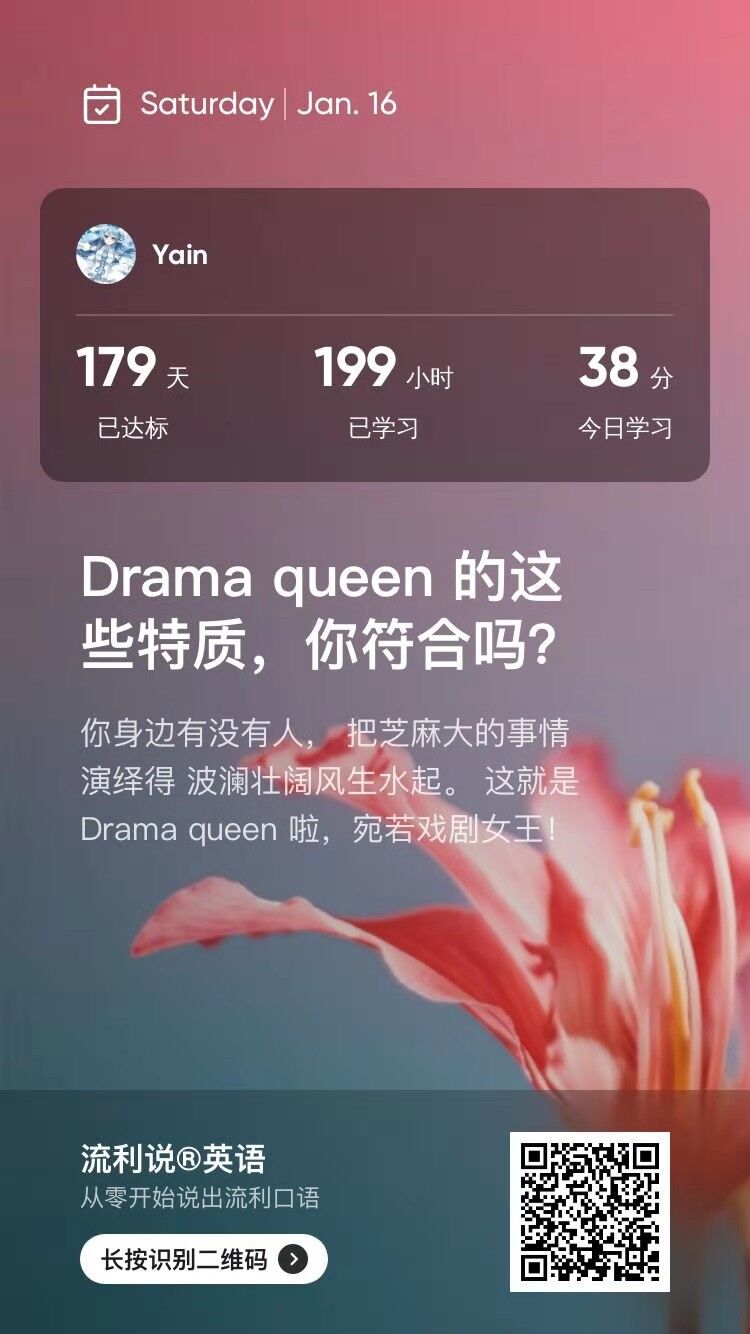 Saturday | Jan. 16
Yain
179 天 199 小时 38 分
已达标 已学习 今日学习
Drama queen 的这
些特质，你符合吗？
你身边有没有人， 把芝麻大的事情
演绎得 波澜壮阔风生水起。 这就是
Drama queen 啦，宛若戏剧女王！
流利说®英语
从零开始说出流利口语
长按识别二维码